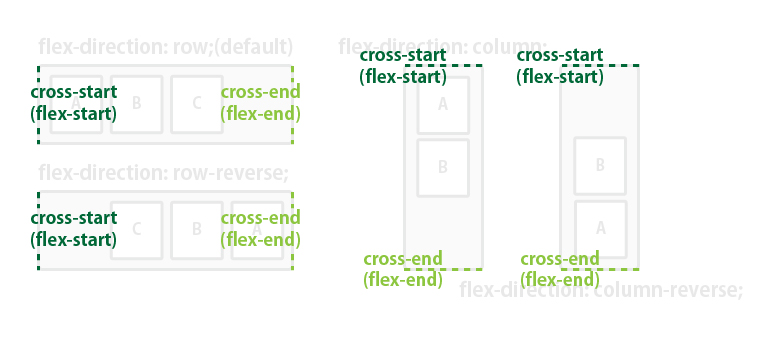 flex-direction: row;(default)
cross-start
(flex-start)
A
B
C
cross-end
(flex-end)
flex-direction: row-reverse;
cross-start
(flex-start)
C
B
A
cross-end
(flex-end)
flex-direction: column;
cross-start
(flex-start)
A
B
cross-end
(flex-end)
cross-start
(flex-start)
B
A
cross-end
(flex-end)
flex-direction: column-reverse;